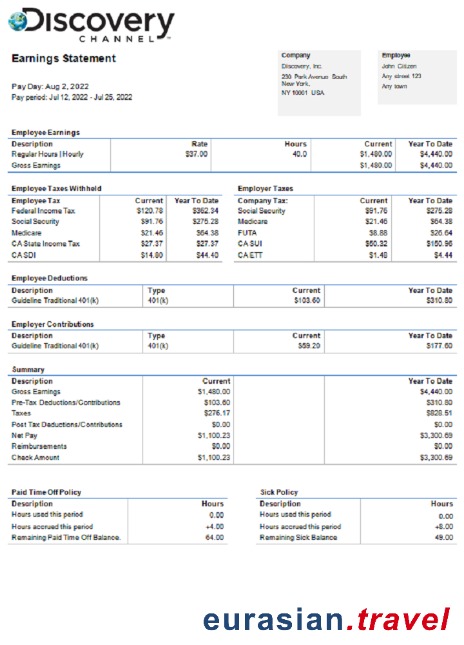 Discovery
CHANNEL
Earnings Statement
Pay Day: Aug 2, 2022
Pay period: Jul 12, 2022 - Jul 25, 2022
Company
Discovery, Inc.
230 Park Avenue South
New York,
NY 10001 USA
Employee
John Citizen
Any street 123
Any town
Employee Earnings
Description Rate Hours Current Year To Date
Regular Hours | Hourly $37.00 40.0 $1,480.00 $4,440.00
Gross Earnings $1,480.00 $4,440.00
Employee Taxes Withheld
Employee Tax Current Year To Date
Federal Income Tax $120.78 $362.34
Social Security $91.76 $275.28
Medicare $21.46 $64.38
CA State Income Tax $27.37 $27.37
CA SDI $14.80 $44.40
Employer Taxes
Company Tax: Current Year To Date
Social Security $91.76 $275.28
Medicare $21.46 $64.38
FUTA $8.88 $26.64
CA SUI $50.32 $150.96
CA ETT $1.48 $4.44
Employee Deductions
Description Type Current Year To Date
Guideline Traditional 401(k) 401(k) $103.60 $310.80
Employer Contributions
Description Type Current Year To Date
Guideline Traditional 401(k) 401(k) $59.20 $177.60
Summary
Description Current Year To Date
Gross Earnings $1,480.00 $4,440.00
Pre-Tax Deductions/Contributions $103.60 $310.80
Taxes $276.17 $828.51
Post Tax Deductions/Contributions $0.00 $0.00
Net Pay $1,100.23 $3,300.69
Reimbursements $0.00 $0.00
Check Amount $1,100.23 $3,300.69
Paid Time Off Policy
Description Hours
Hours used this period 0.00
Hours accrued this period +4.00
Remaining Paid Time Off Balance. 64.00
Sick Policy
Description Hours
Hours used this period 0.00
Hours accrued this period +8.00
Remaining Sick Balance 49.00
eurasian.travel